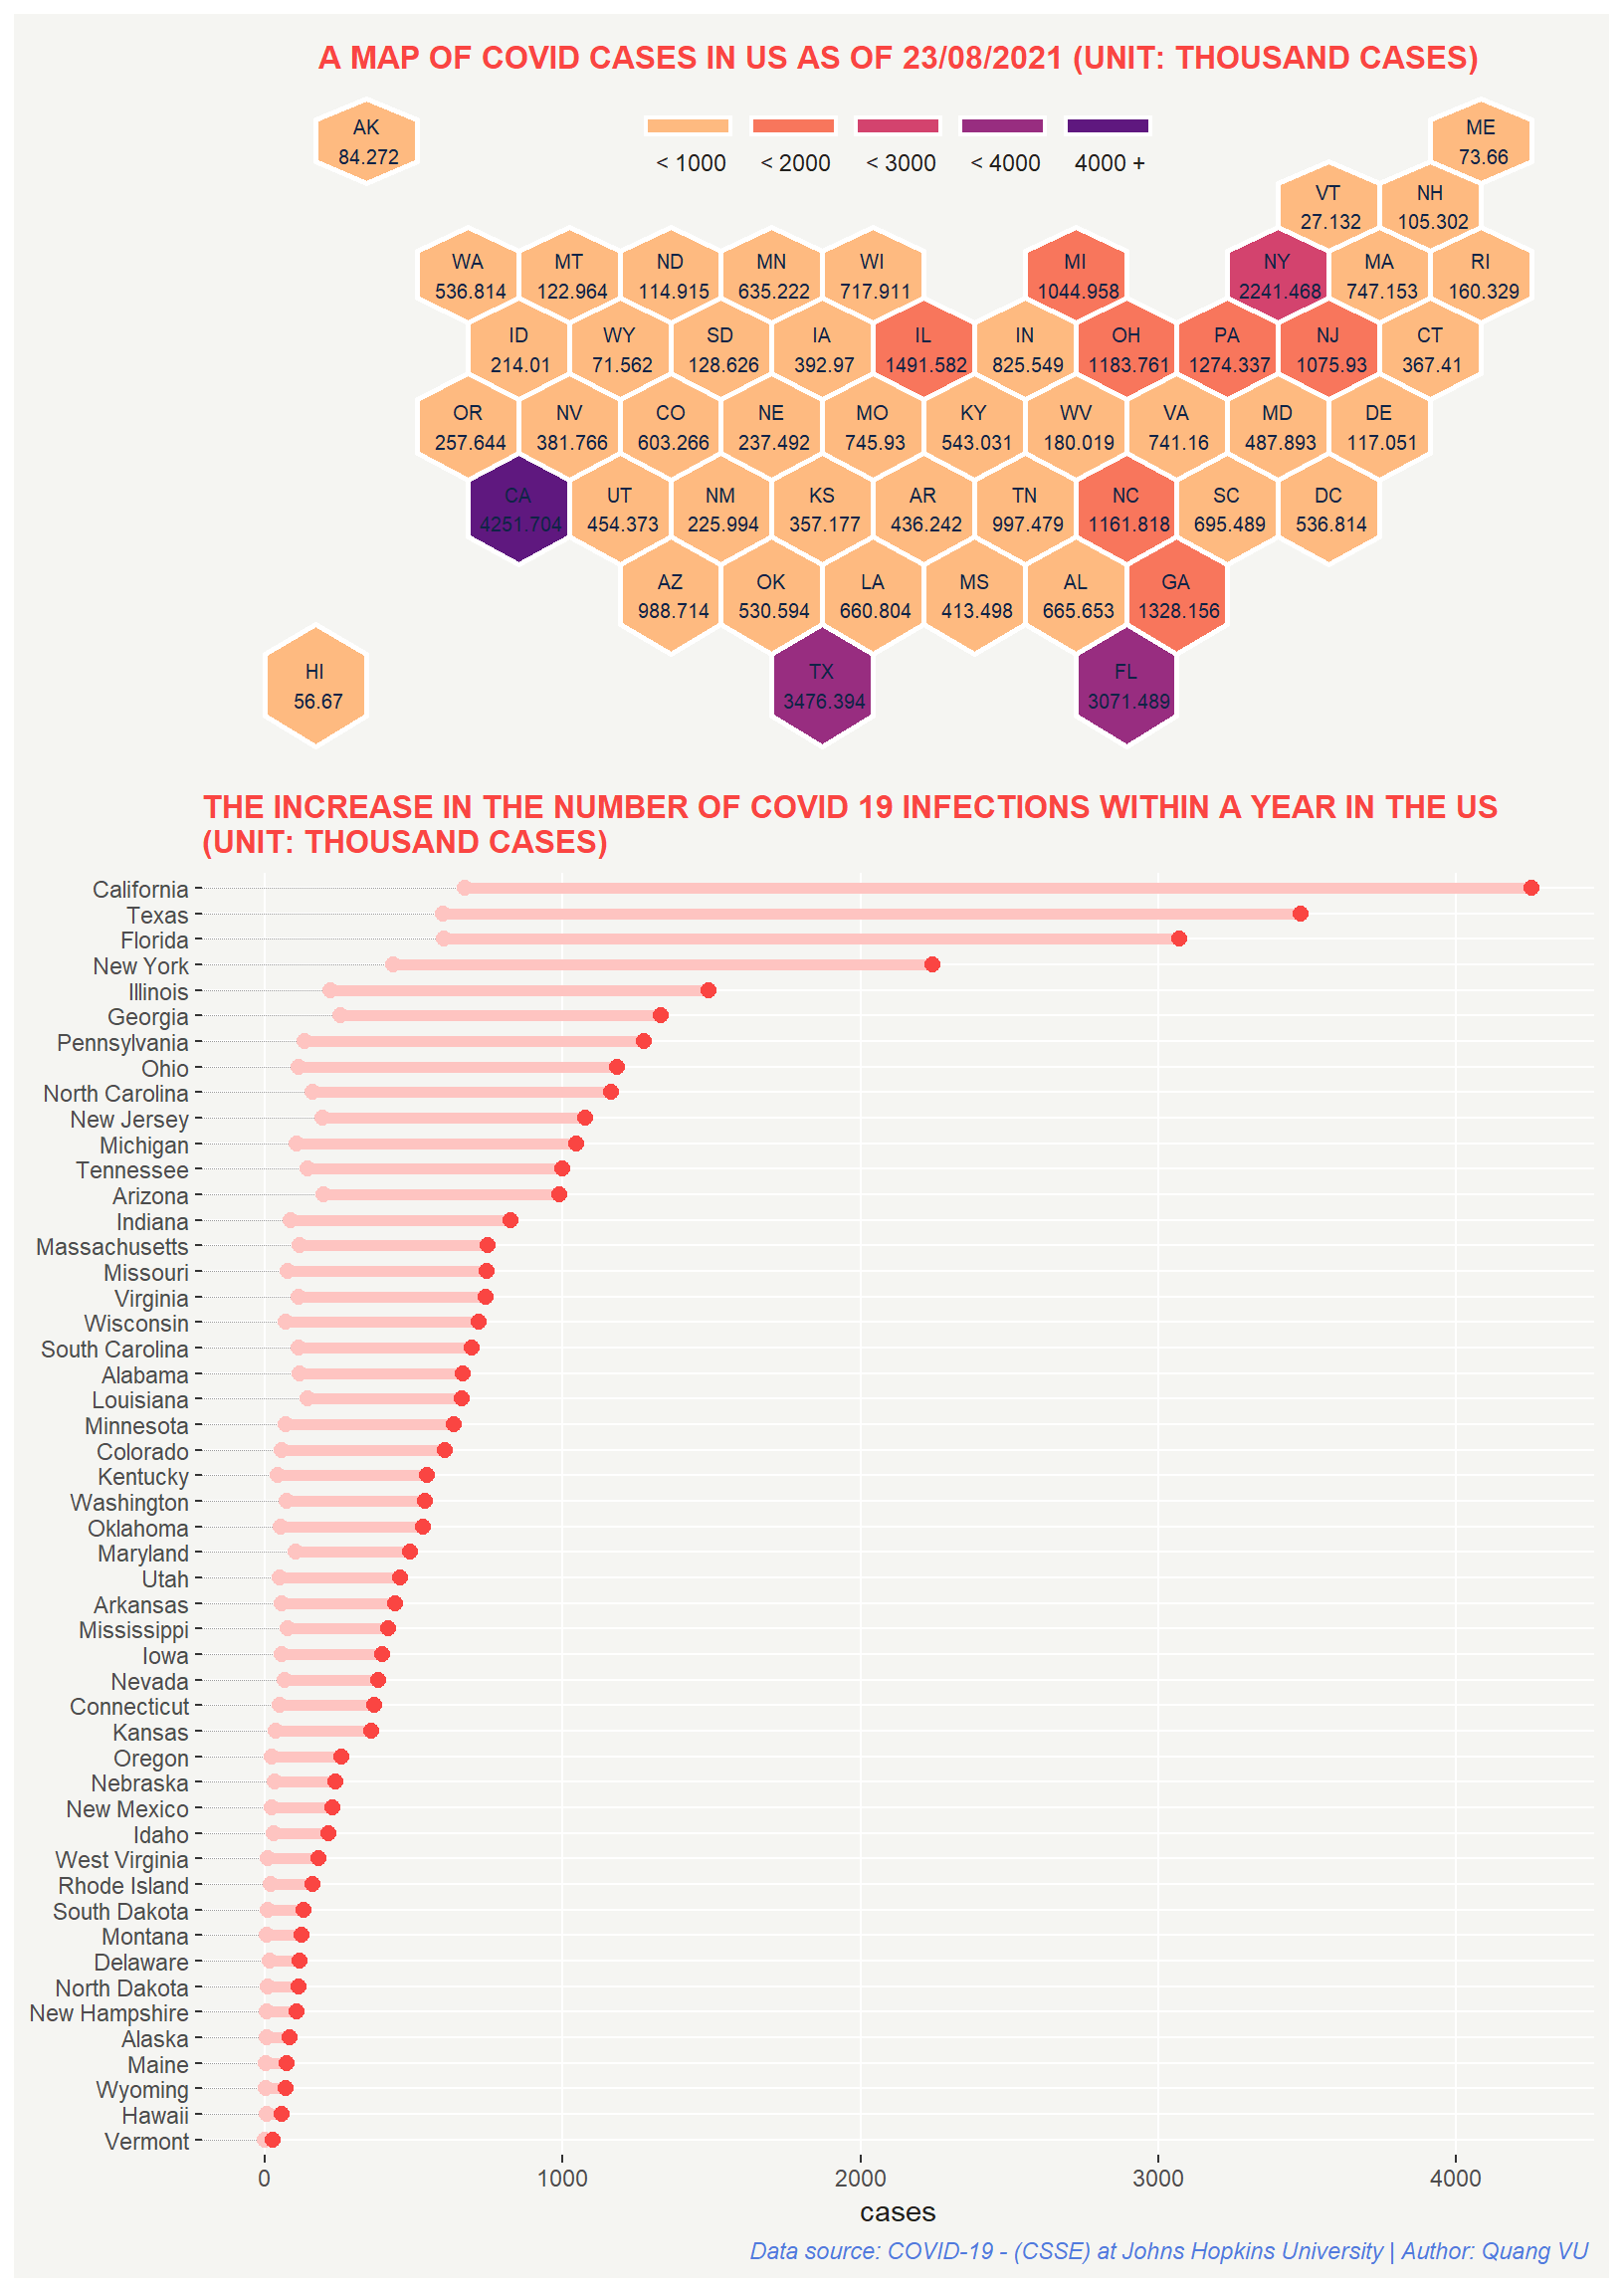 A MAP OF COVID CASES IN US AS OF 23/08/2021 (UNIT: THOUSAND CASES)
< 1000 < 2000 < 3000 < 4000 4000 +
AK
84.272
ME
73.66
VT
27.132
NH
105.302
WA
536.814
MT
122.964
ND
114.915
MN
635.222
WI
717.911
MI
1044.958
NY
2241.468
MA
747.153
RI
160.329
ID
214.01
WY
71.562
SD
128.626
IA
392.97
IL
1491.582
IN
825.549
OH
1183.761
PA
1274.337
NJ
1075.93
CT
367.41
OR
257.644
NV
381.766
CO
603.266
NE
237.492
MO
745.93
KY
543.031
WV
180.019
VA
741.16
MD
487.893
DE
117.051
CA
4251.704
UT
454.373
NM
225.994
KS
357.177
AR
436.242
TN
997.479
NC
1161.818
SC
695.489
DC
536.814
AZ
988.714
OK
530.594
LA
660.804
MS
413.498
AL
665.653
GA
1328.156
HI
56.67
TX
3476.394
FL
3071.489
THE INCREASE IN THE NUMBER OF COVID 19 INFECTIONS WITHIN A YEAR IN THE US
(UNIT: THOUSAND CASES)
California
Texas
Florida
New York
Illinois
Georgia
Pennsylvania
Ohio
North Carolina
New Jersey
Michigan
Tennessee
Arizona
Indiana
Massachusetts
Missouri
Virginia
Wisconsin
South Carolina
Alabama
Louisiana
Minnesota
Colorado
Kentucky
Washington
Oklahoma
Maryland
Utah
Arkansas
Mississippi
Iowa
Nevada
Connecticut
Kansas
Oregon
Nebraska
New Mexico
Idaho
West Virginia
Rhode Island
South Dakota
Montana
Delaware
North Dakota
New Hampshire
Alaska
Maine
Wyoming
Hawaii
Vermont
0 1000 2000 3000 4000
cases
Data source: COVID-19 - (CSSE) at Johns Hopkins University | Author: Quang VU